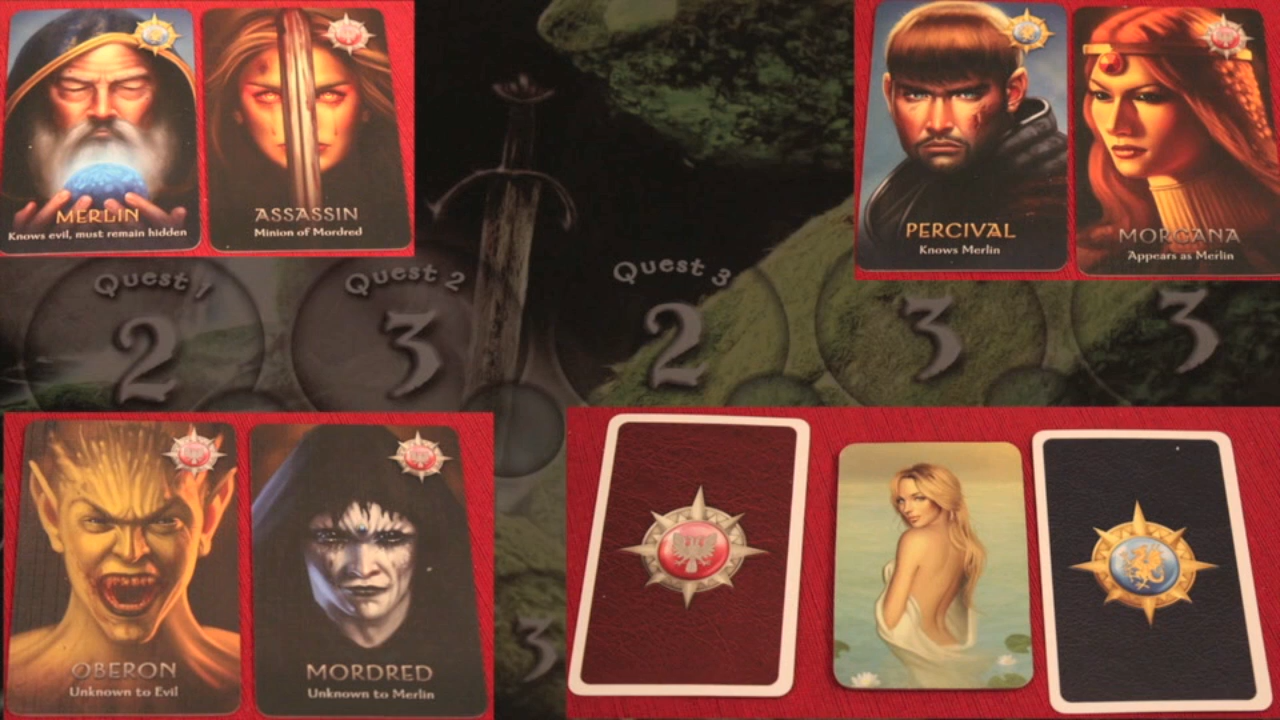 MERLIN
Knows evil, must remain hidden
ASSASSIN
Minion of Mordred
PERCIVAL
Knows Merlin
MORGANA
Appears as Merlin
Quest 1
Quest 2
Quest 3
2
3
2
3
3
OBERON
Unknown to Evil
MORDRED
Unknown to Merlin
3